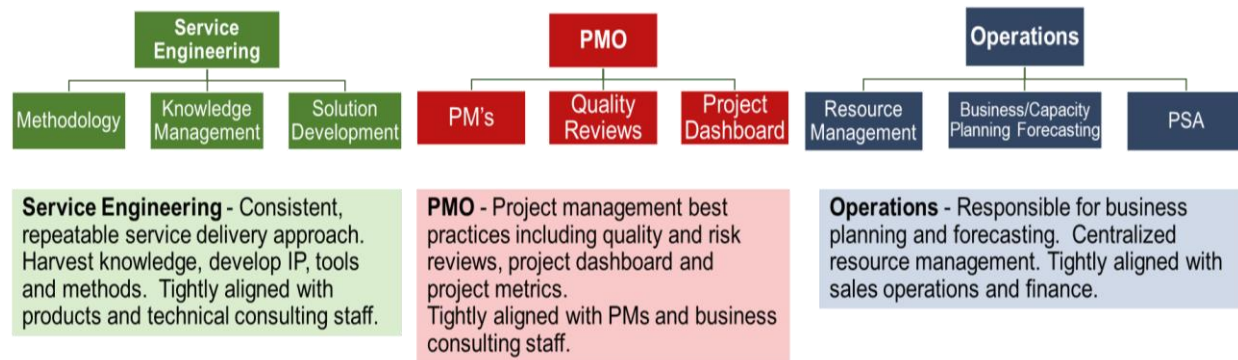 Service
Engineering
Methodology
Knowledge
Management
Solution
Development
PMO
PM's
Quality
Reviews
Project
Dashboard
Operations
Resource
Management
Business/Capacity
Planning Forecasting
PSA
Service Engineering - Consistent,
repeatable service delivery approach.
Harvest knowledge, develop IP, tools
and methods.  Tightly aligned with
products and technical consulting staff.
PMO - Project management best
practices including quality and risk
reviews, project dashboard and
project metrics.
Tightly aligned with PMs and business
consulting staff.
Operations - Responsible for business
planning and forecasting.  Centralized
resource management. Tightly aligned with
sales operations and finance.